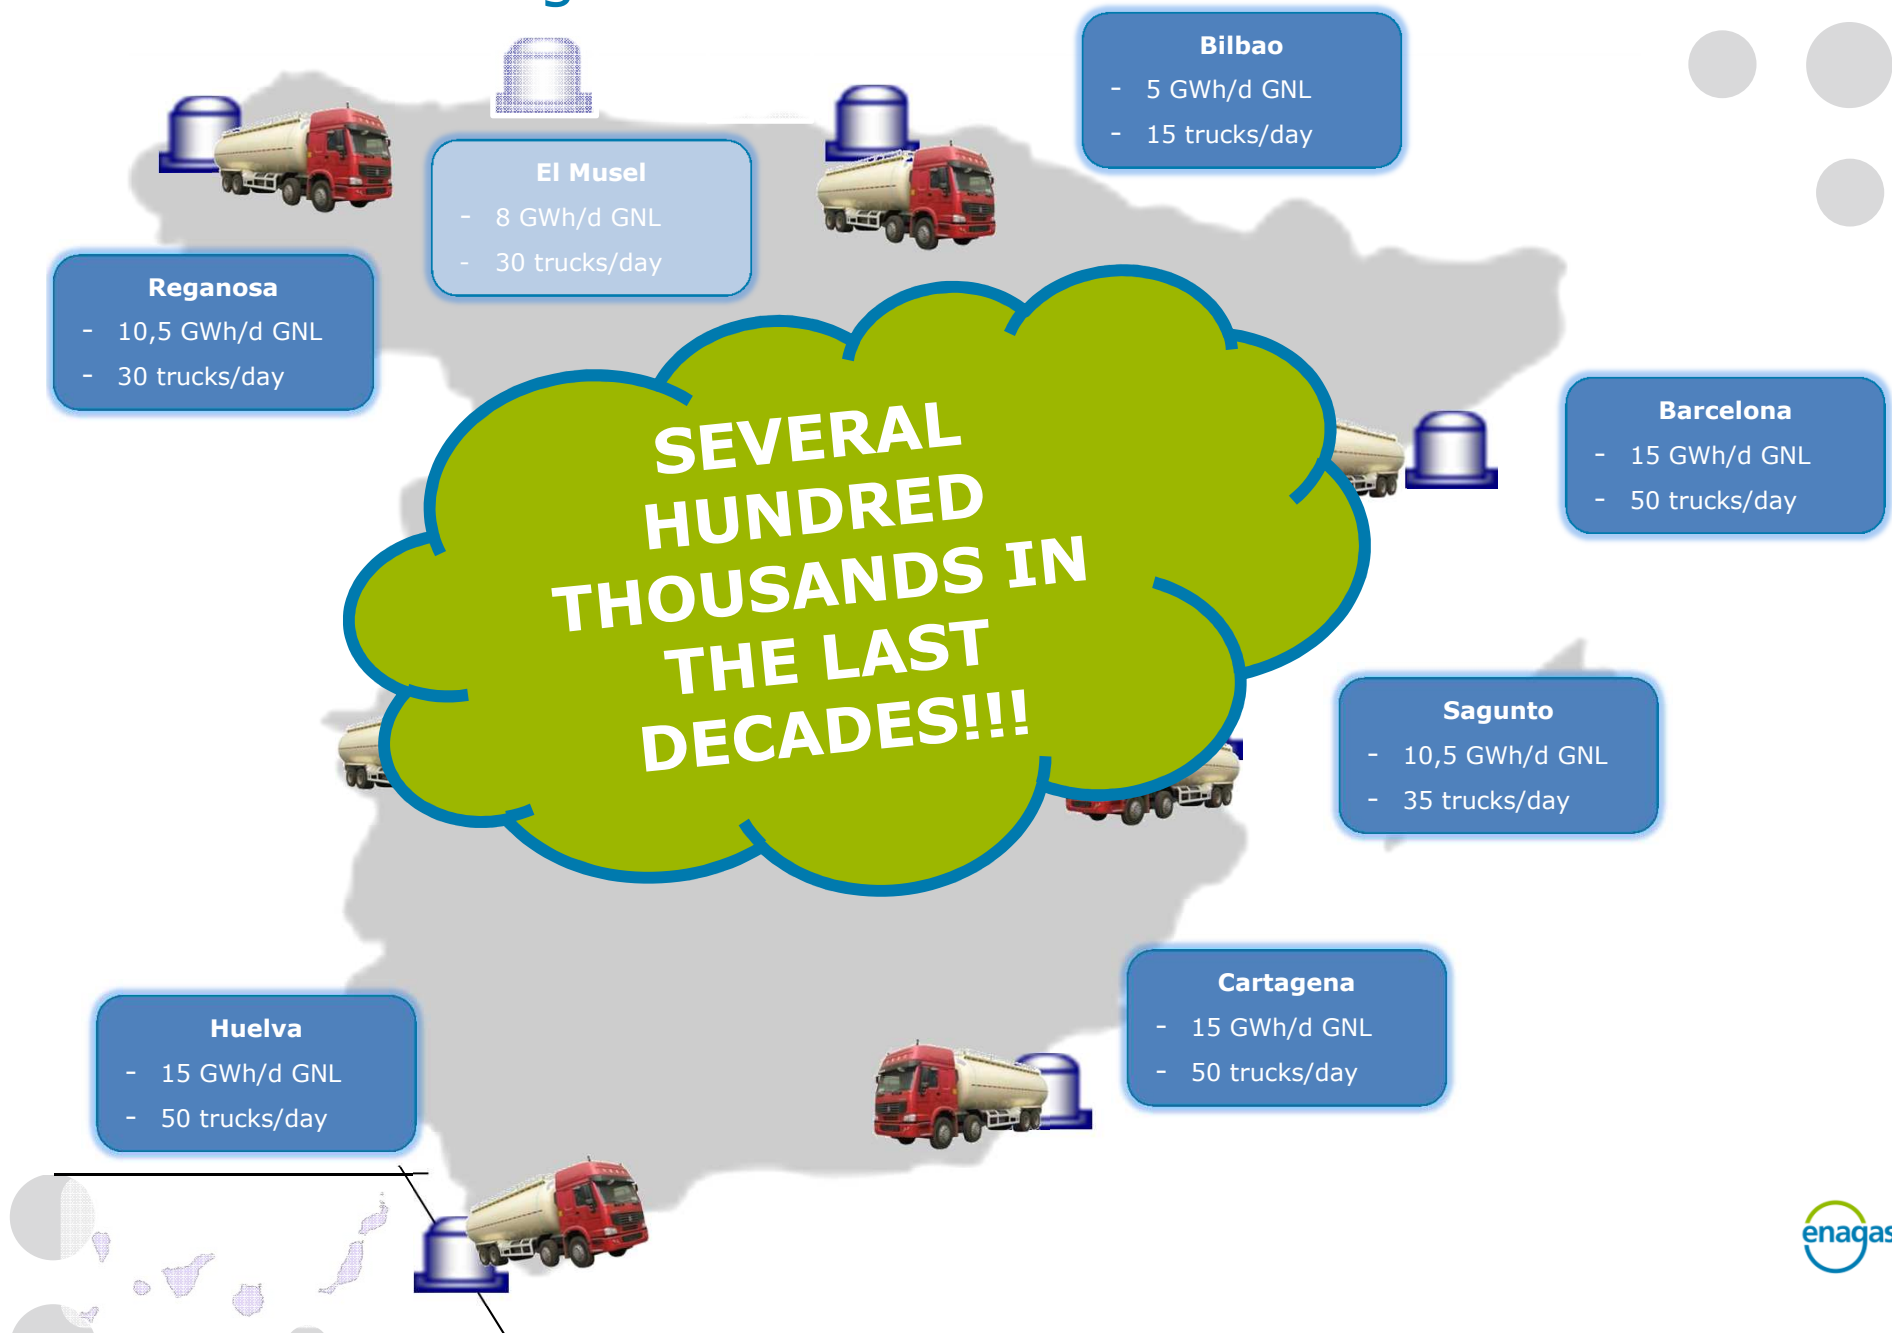 Bilbao
- 5 GWh/d GNL
- 15 trucks/day
El Musel
- 8 GWh/d GNL
- 30 trucks/day
Reganosa
- 10,5 GWh/d GNL
- 30 trucks/day
Barcelona
- 15 GWh/d GNL
- 50 trucks/day
SEVERAL
HUNDRED
THOUSANDS IN
THE LAST
DECADES!!!
Sagunto
- 10,5 GWh/d GNL
- 35 trucks/day
Cartagena
- 15 GWh/d GNL
- 50 trucks/day
Huelva
- 15 GWh/d GNL
- 50 trucks/day
enagas